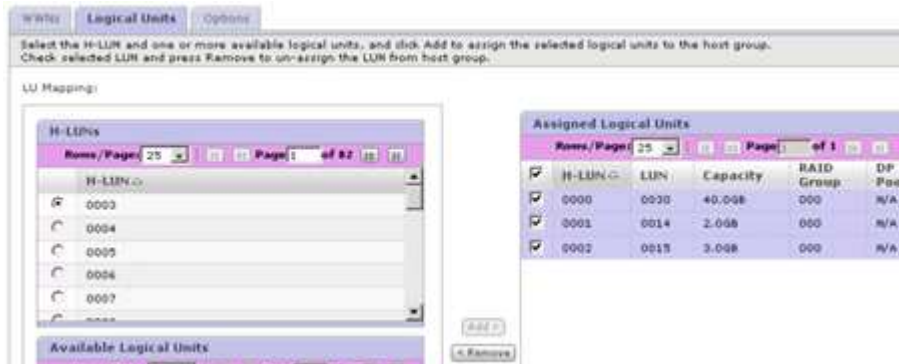 WWNs Logical Units Options
Select the H-LUN and one or more available logical units, and click Add to assign the selected logical units to the host group.
Check selected LUN and press Remove to un-assign the LUN from host group.
LU Mapping:
H-LUNs
Rows/Page: 25 Page 1 of 82
H-LUN
0003
0004
0005
0006
0007
Available Logical Units
Add >
< Remove
Assigned Logical Units
Rows/Page: 25 Page 1 of 1
H-LUN LUN Capacity RAID Group DP
0000 0030 40.0GB 000 N/A
0001 0014 2.0GB 000 N/A
0002 0015 3.0GB 000 N/A